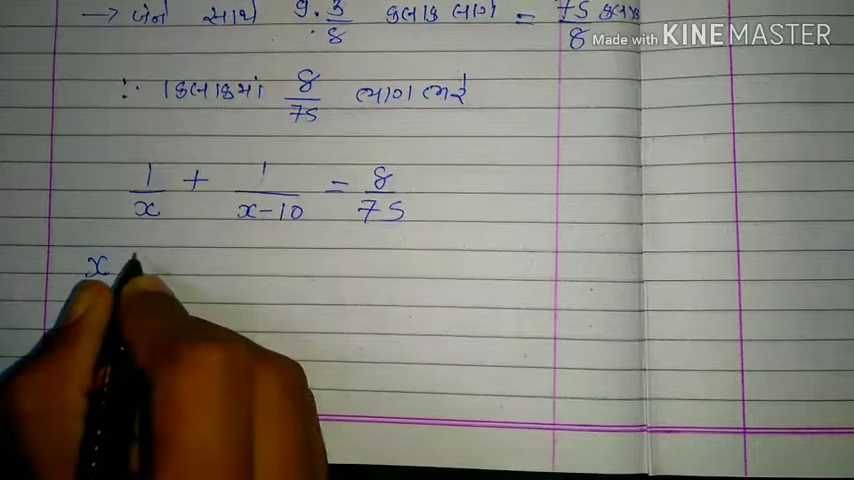 → બંને સાથે 9 · 3/8 કલાક લાગે = 75/8 કલાક
Made with KINEMASTER
∴ 1 કલાકમાં 8/75 ભાગ ભરે
1/x + 1/x-10 = 8/75
x